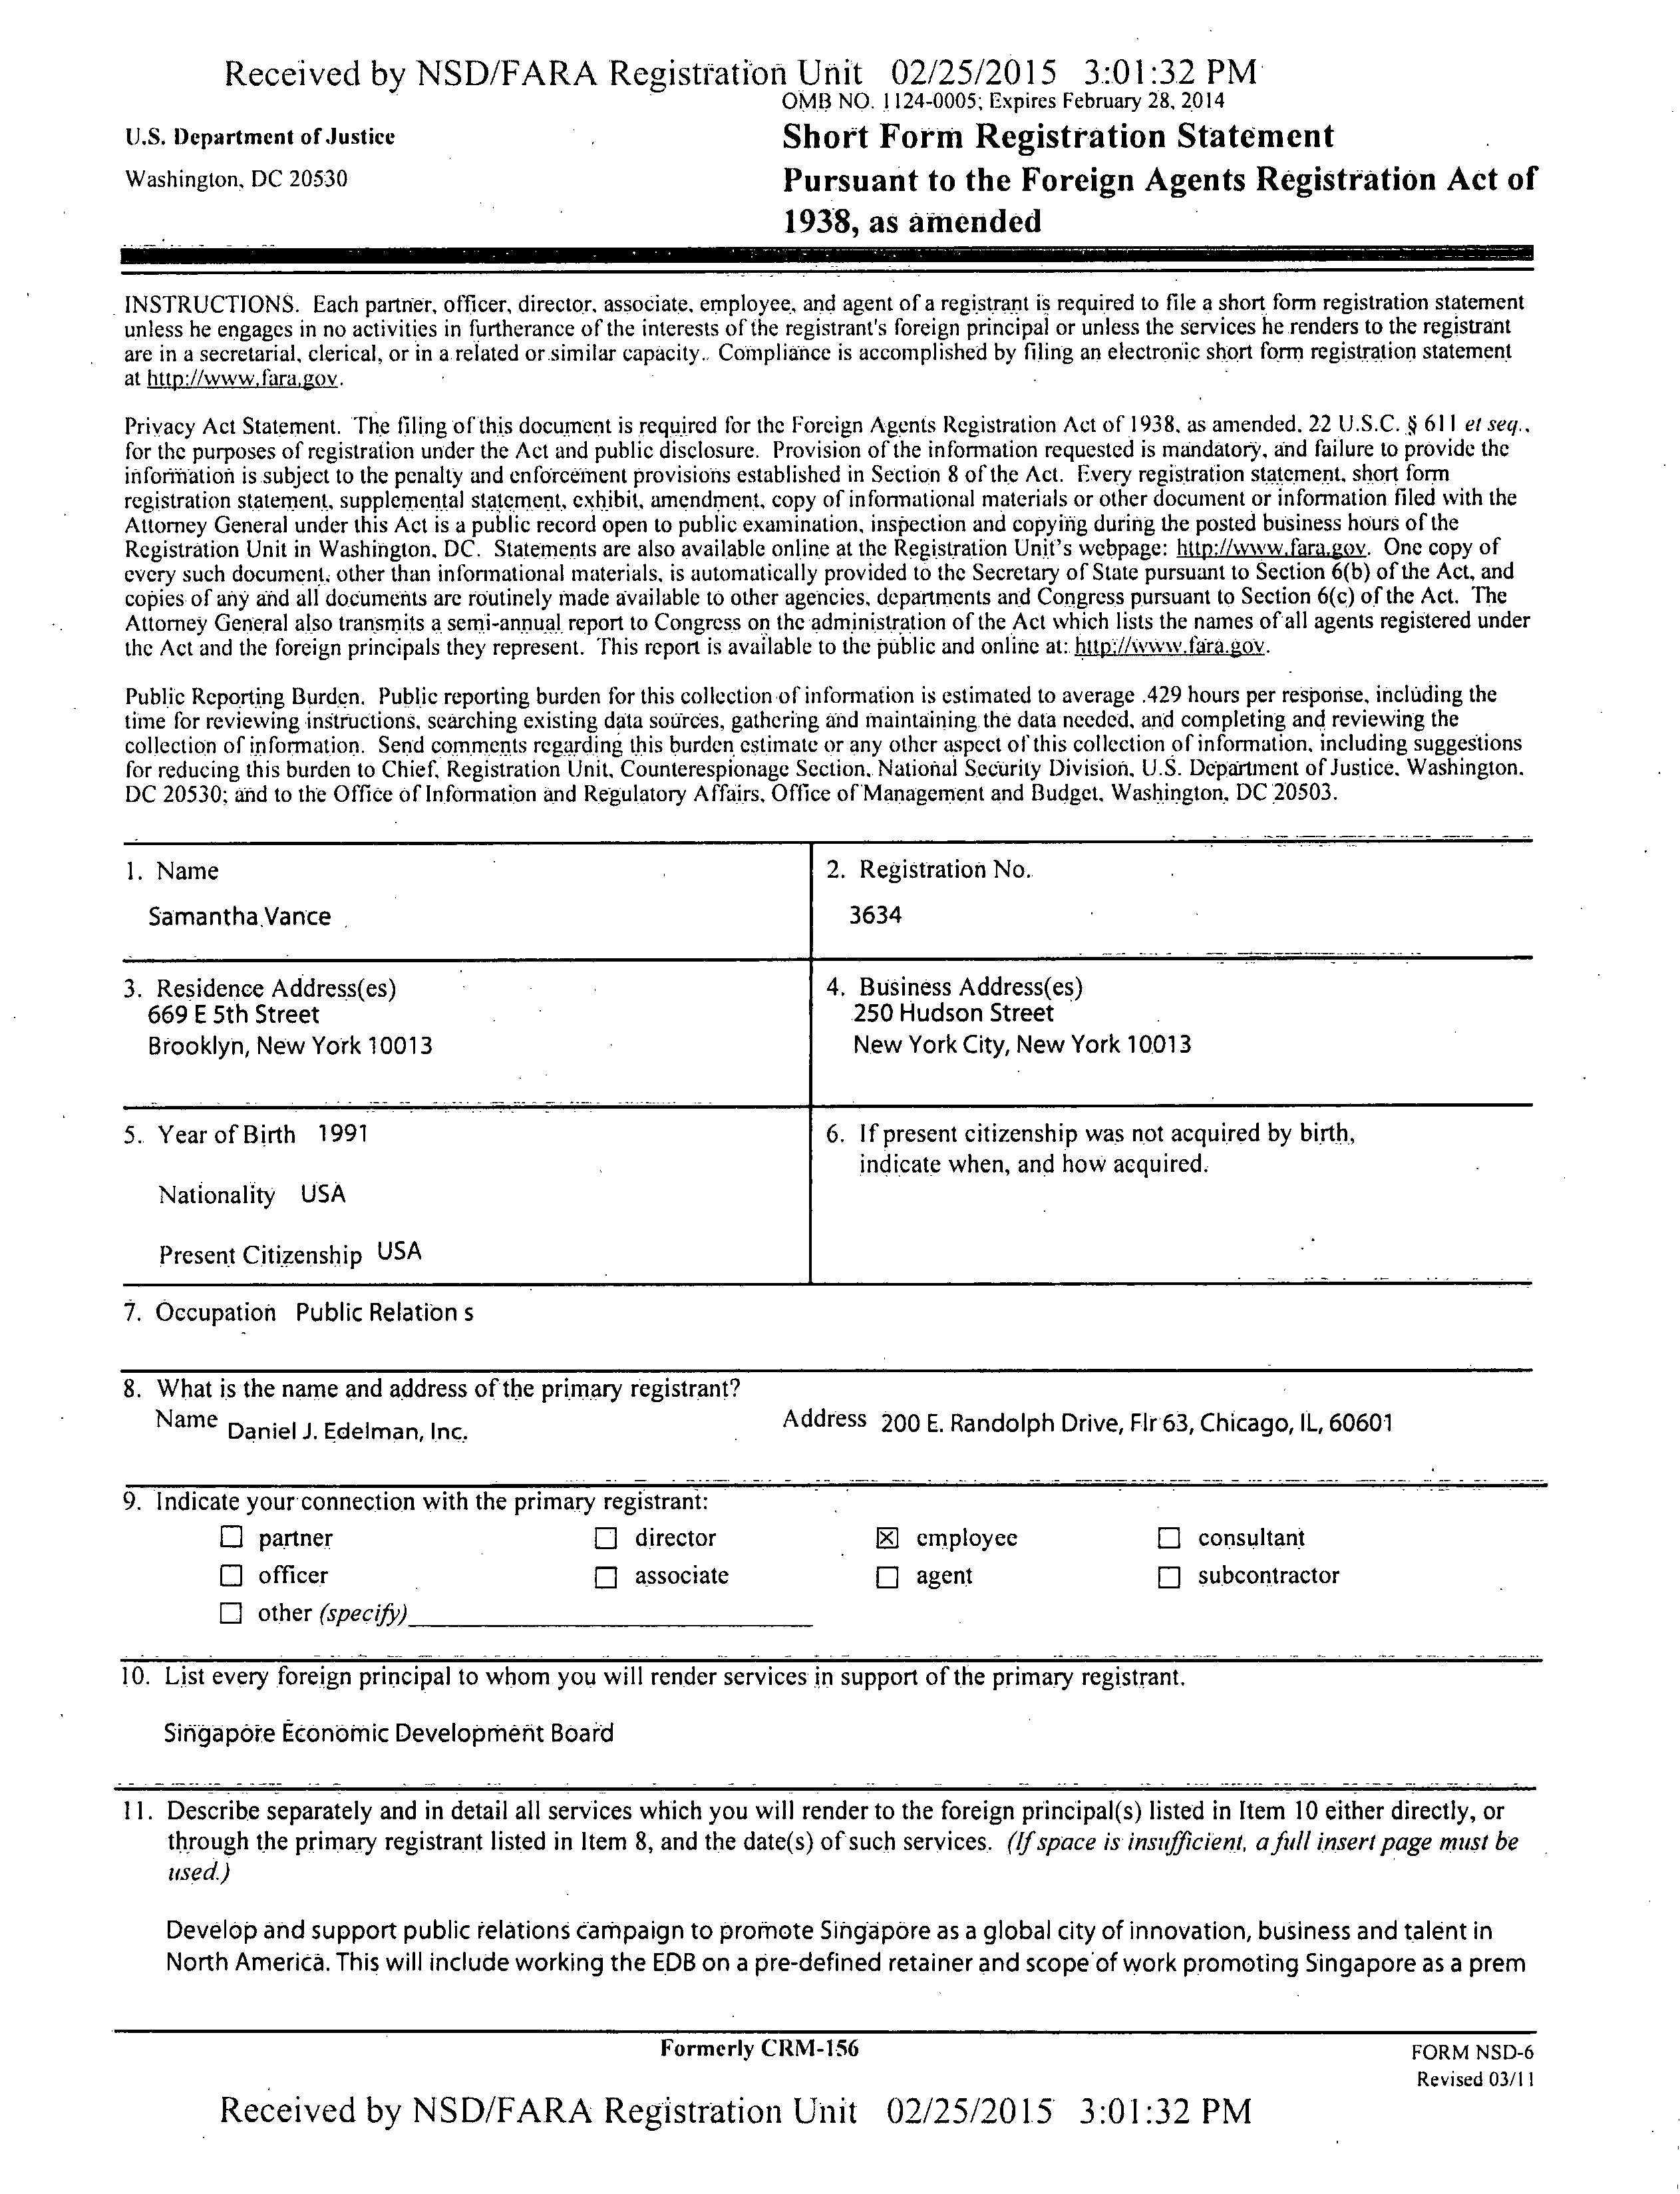 Received by NSD/FARA Registration Unit 02/25/2015 3:01:32 PM
OMB NO. 1124-0005; Expires February 28, 2014
U.S. Department of Justice
Washington, DC 20530
Short Form Registration Statement
Pursuant to the Foreign Agents Registration Act of
1938, as amended
INSTRUCTIONS. Each partner, officer, director, associate, employee, and agent of a registrant is required to file a short form registration statement
unless he engages in no activities in furtherance of the interests of the registrant's foreign principal or unless the services he renders to the registrant
are in a secretarial, clerical, or in a related or similar capacity. Compliance is accomplished by filing an electronic short form registration statement
at http://www.fara.gov.
Privacy Act Statement. The filing of this document is required for the Foreign Agents Registration Act of 1938, as amended, 22 U.S.C. § 611 et seq.,
for the purposes of registration under the Act and public disclosure. Provision of the information requested is mandatory, and failure to provide the
information is subject to the penalty and enforcement provisions established in Section 8 of the Act. Every registration statement, short form
registration statement, supplemental statement, exhibit, amendment, copy of informational materials or other document or information filed with the
Attorney General under this Act is a public record open to public examination, inspection and copying during the posted business hours of the
Registration Unit in Washington, DC. Statements are also available online at the Registration Unit's webpage: http://www.fara.gov. One copy of
every such document, other than informational materials, is automatically provided to the Secretary of State pursuant to Section 6(b) of the Act, and
copies of any and all documents are routinely made available to other agencies, departments and Congress pursuant to Section 6(c) of the Act. The
Attorney General also transmits a semi-annual report to Congress on the administration of the Act which lists the names of all agents registered under
the Act and the foreign principals they represent. This report is available to the public and online at: http://www.fara.gov.
Public Reporting Burden. Public reporting burden for this collection of information is estimated to average .429 hours per response, including the
time for reviewing instructions, searching existing data sources, gathering and maintaining the data needed, and completing and reviewing the
collection of information. Send comments regarding this burden estimate or any other aspect of this collection of information, including suggestions
for reducing this burden to Chief, Registration Unit, Counterespionage Section, National Security Division, U.S. Department of Justice, Washington,
DC 20530; and to the Office of Information and Regulatory Affairs, Office of Management and Budget, Washington, DC 20503.
1. Name
Samantha Vance
2. Registration No.
3634
3. Residence Address(es)
669 E 5th Street
Brooklyn, New York 10013
4. Business Address(es)
250 Hudson Street
New York City, New York 10013
5. Year of Birth 1991
Nationality USA
Present Citizenship USA
6. If present citizenship was not acquired by birth,
indicate when, and how acquired.
7. Occupation Public Relation s
8. What is the name and address of the primary registrant?
Name Daniel J. Edelman, Inc. Address 200 E. Randolph Drive, Flr 63, Chicago, IL, 60601
9. Indicate your connection with the primary registrant:
☐ partner ☐ director ☒ employee ☐ consultant
☐ officer ☐ associate ☐ agent ☐ subcontractor
☐ other (specify)
10. List every foreign principal to whom you will render services in support of the primary registrant.
Singapore Economic Development Board
11. Describe separately and in detail all services which you will render to the foreign principal(s) listed in Item 10 either directly, or
through the primary registrant listed in Item 8, and the date(s) of such services. (If space is insufficient, a full insert page must be
used.)
Develop and support public relations campaign to promote Singapore as a global city of innovation, business and talent in
North America. This will include working the EDB on a pre-defined retainer and scope of work promoting Singapore as a prem
Formerly CRM-156
FORM NSD-6
Revised 03/11
Received by NSD/FARA Registration Unit 02/25/2015 3:01:32 PM